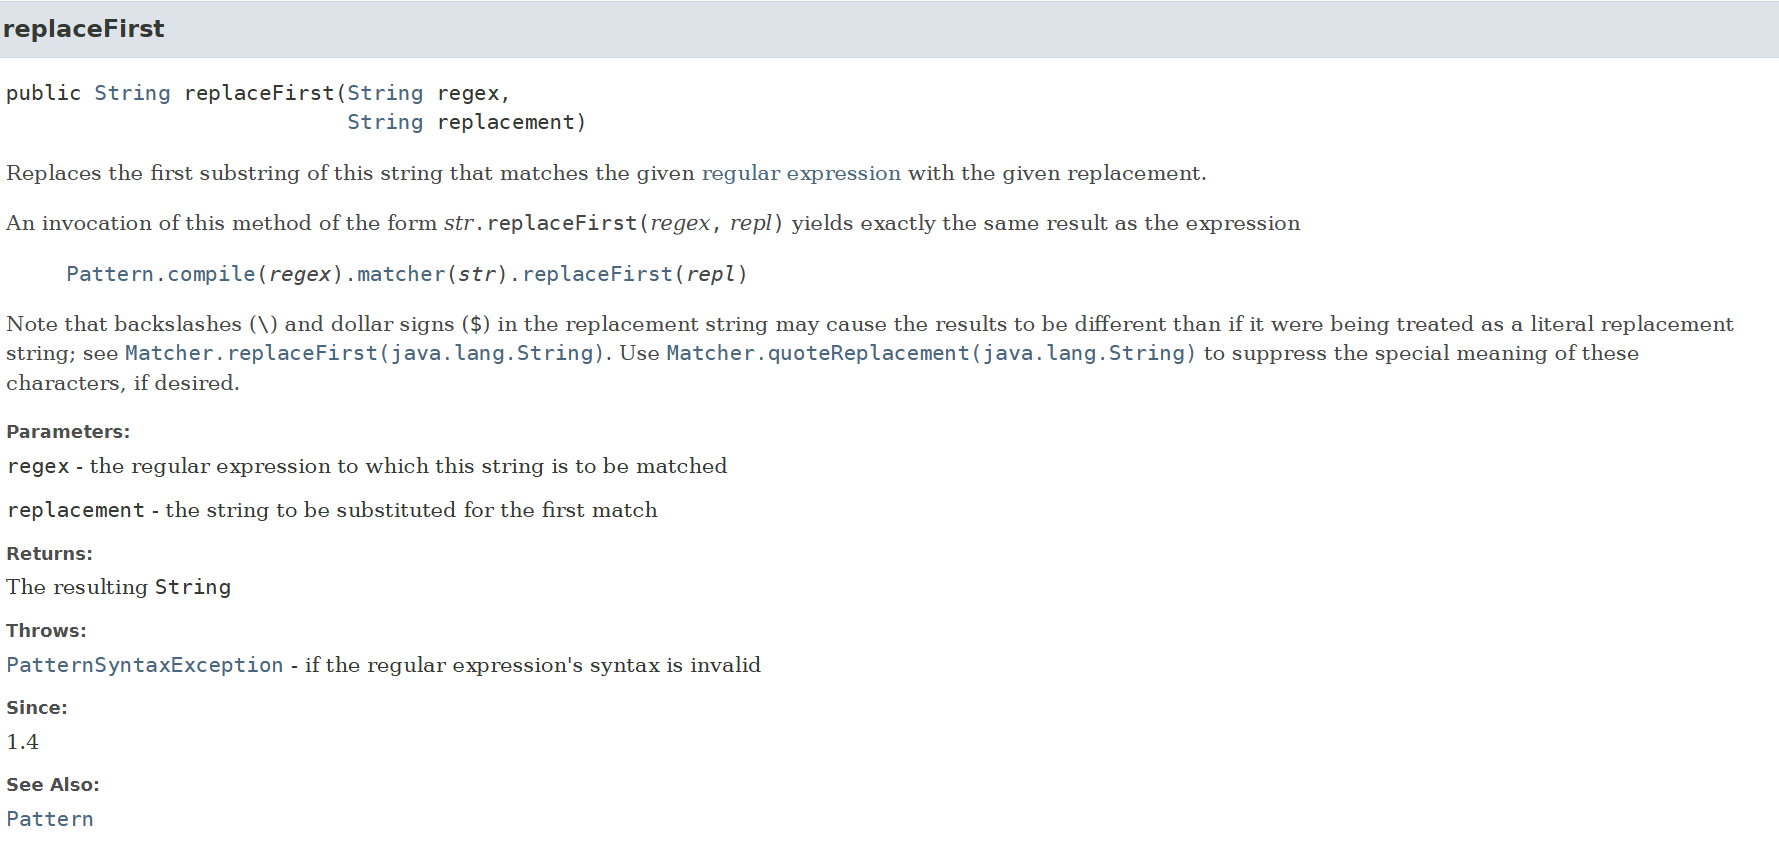 replaceFirst
public String replaceFirst(String regex,
String replacement)
Replaces the first substring of this string that matches the given regular expression with the given replacement.
An invocation of this method of the form str.replaceFirst(regex, repl) yields exactly the same result as the expression
Pattern.compile(regex).matcher(str).replaceFirst(repl)
Note that backslashes (\) and dollar signs ($) in the replacement string may cause the results to be different than if it were being treated as a literal replacement
string; see Matcher.replaceFirst(java.lang.String). Use Matcher.quoteReplacement(java.lang.String) to suppress the special meaning of these
characters, if desired.
Parameters:
regex - the regular expression to which this string is to be matched
replacement - the string to be substituted for the first match
Returns:
The resulting String
Throws:
PatternSyntaxException - if the regular expression's syntax is invalid
Since:
1.4
See Also:
Pattern